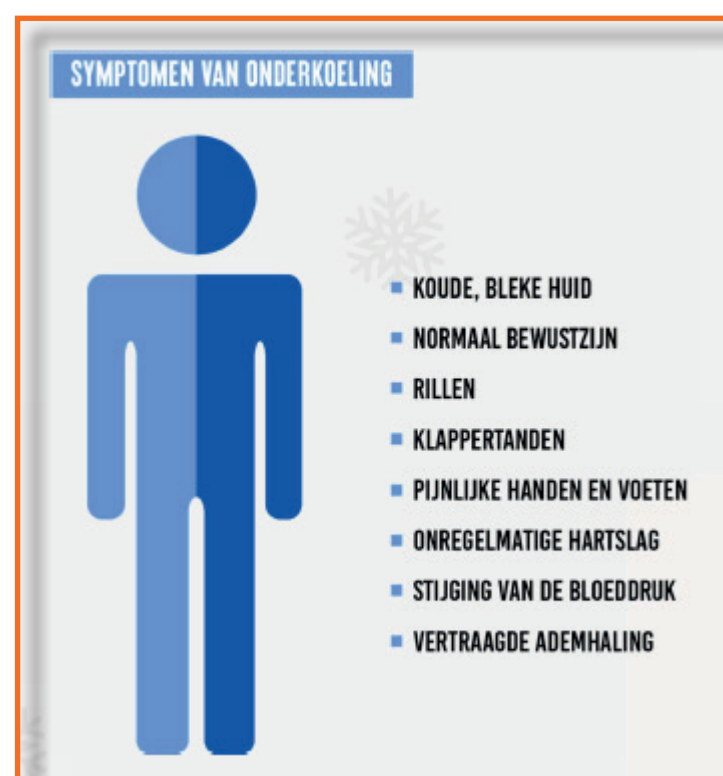 SYMPTOMEN VAN ONDERKOELING
KOUDE, BLEKE HUID
NORMAAL BEWUSTZIJN
RILLEN
KLAPPERTANDEN
PIJNLIJKE HANDEN EN VOETEN
ONREGELMATIGE HARTSLAG
STIJGING VAN DE BLOEDDRUK
VERTRAAGDE ADEMHALING